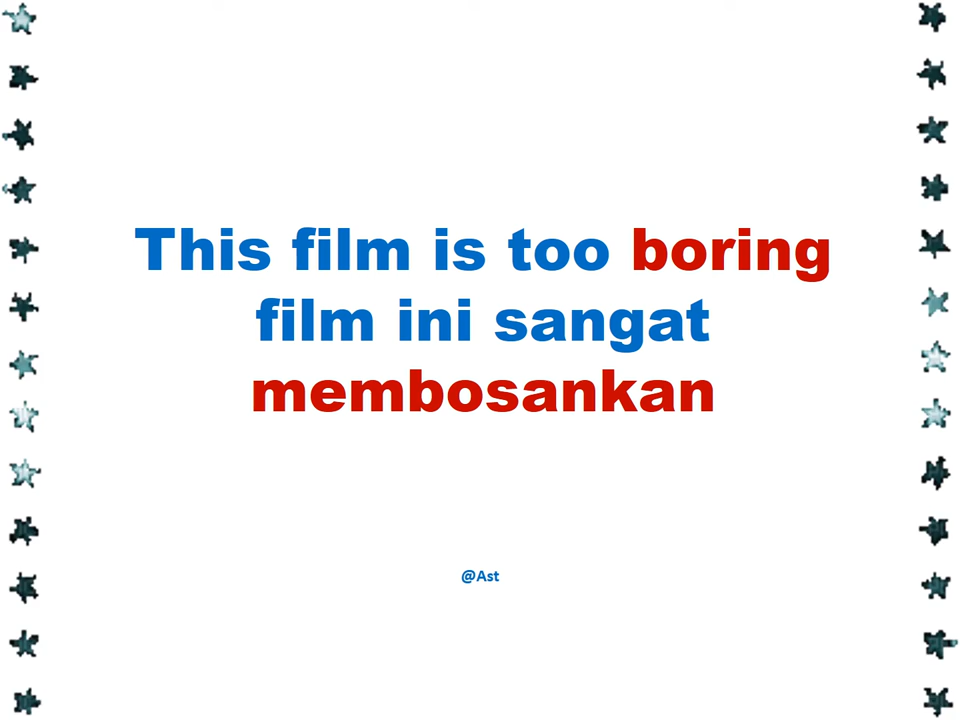 This film is too boring
film ini sangat
membosankan
@Ast